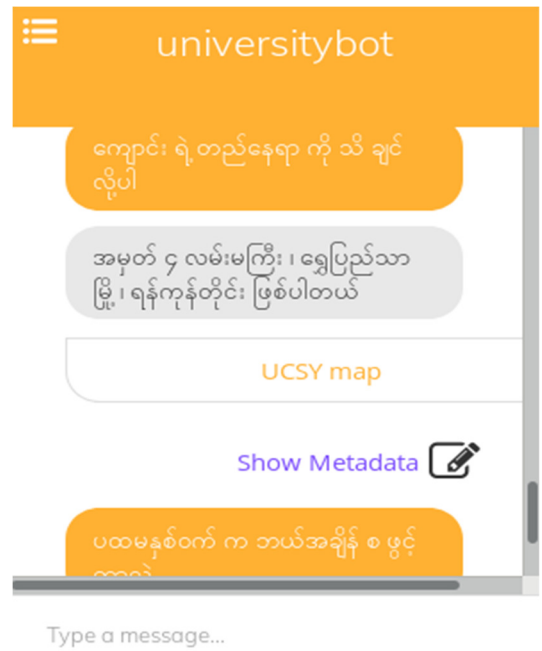 universitybot
ကျောင်း ရဲ့ တည်နေရာ ကို သိ ချင်
လို့ပါ
အမှတ် ၄ လမ်းမကြီး ၊ ရွှေပြည်သာ
မြို့ ၊ ရန်ကုန်တိုင်း ဖြစ်ပါတယ်
UCSY map
Show Metadata
ပထမနှစ်ဝက် က ဘယ်အချိန် စ ဖွင့်
Type a message...